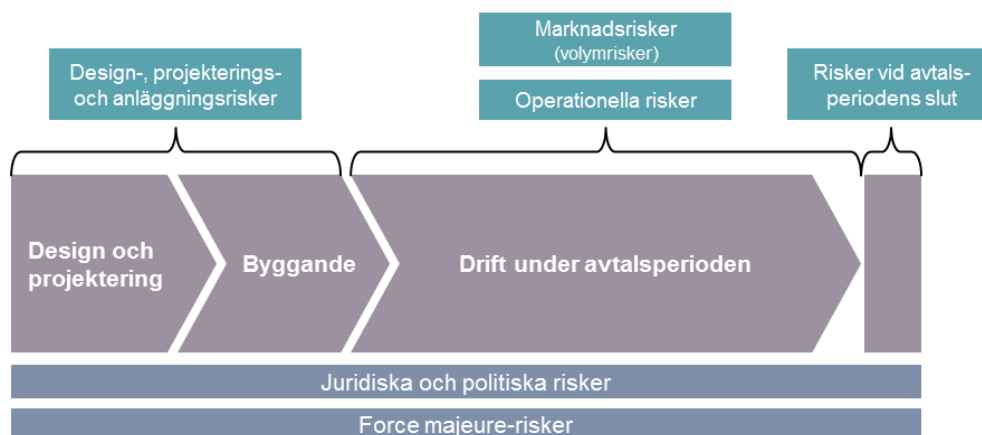 Marknadsrisker
(volymrisker)
Design-, projekterings-
och anläggningsrisker
Operationella risker
Risker vid avtals-
periodens slut
Design och
projektering
Byggande
Drift under avtalsperioden
Juridiska och politiska risker
Force majeure-risker